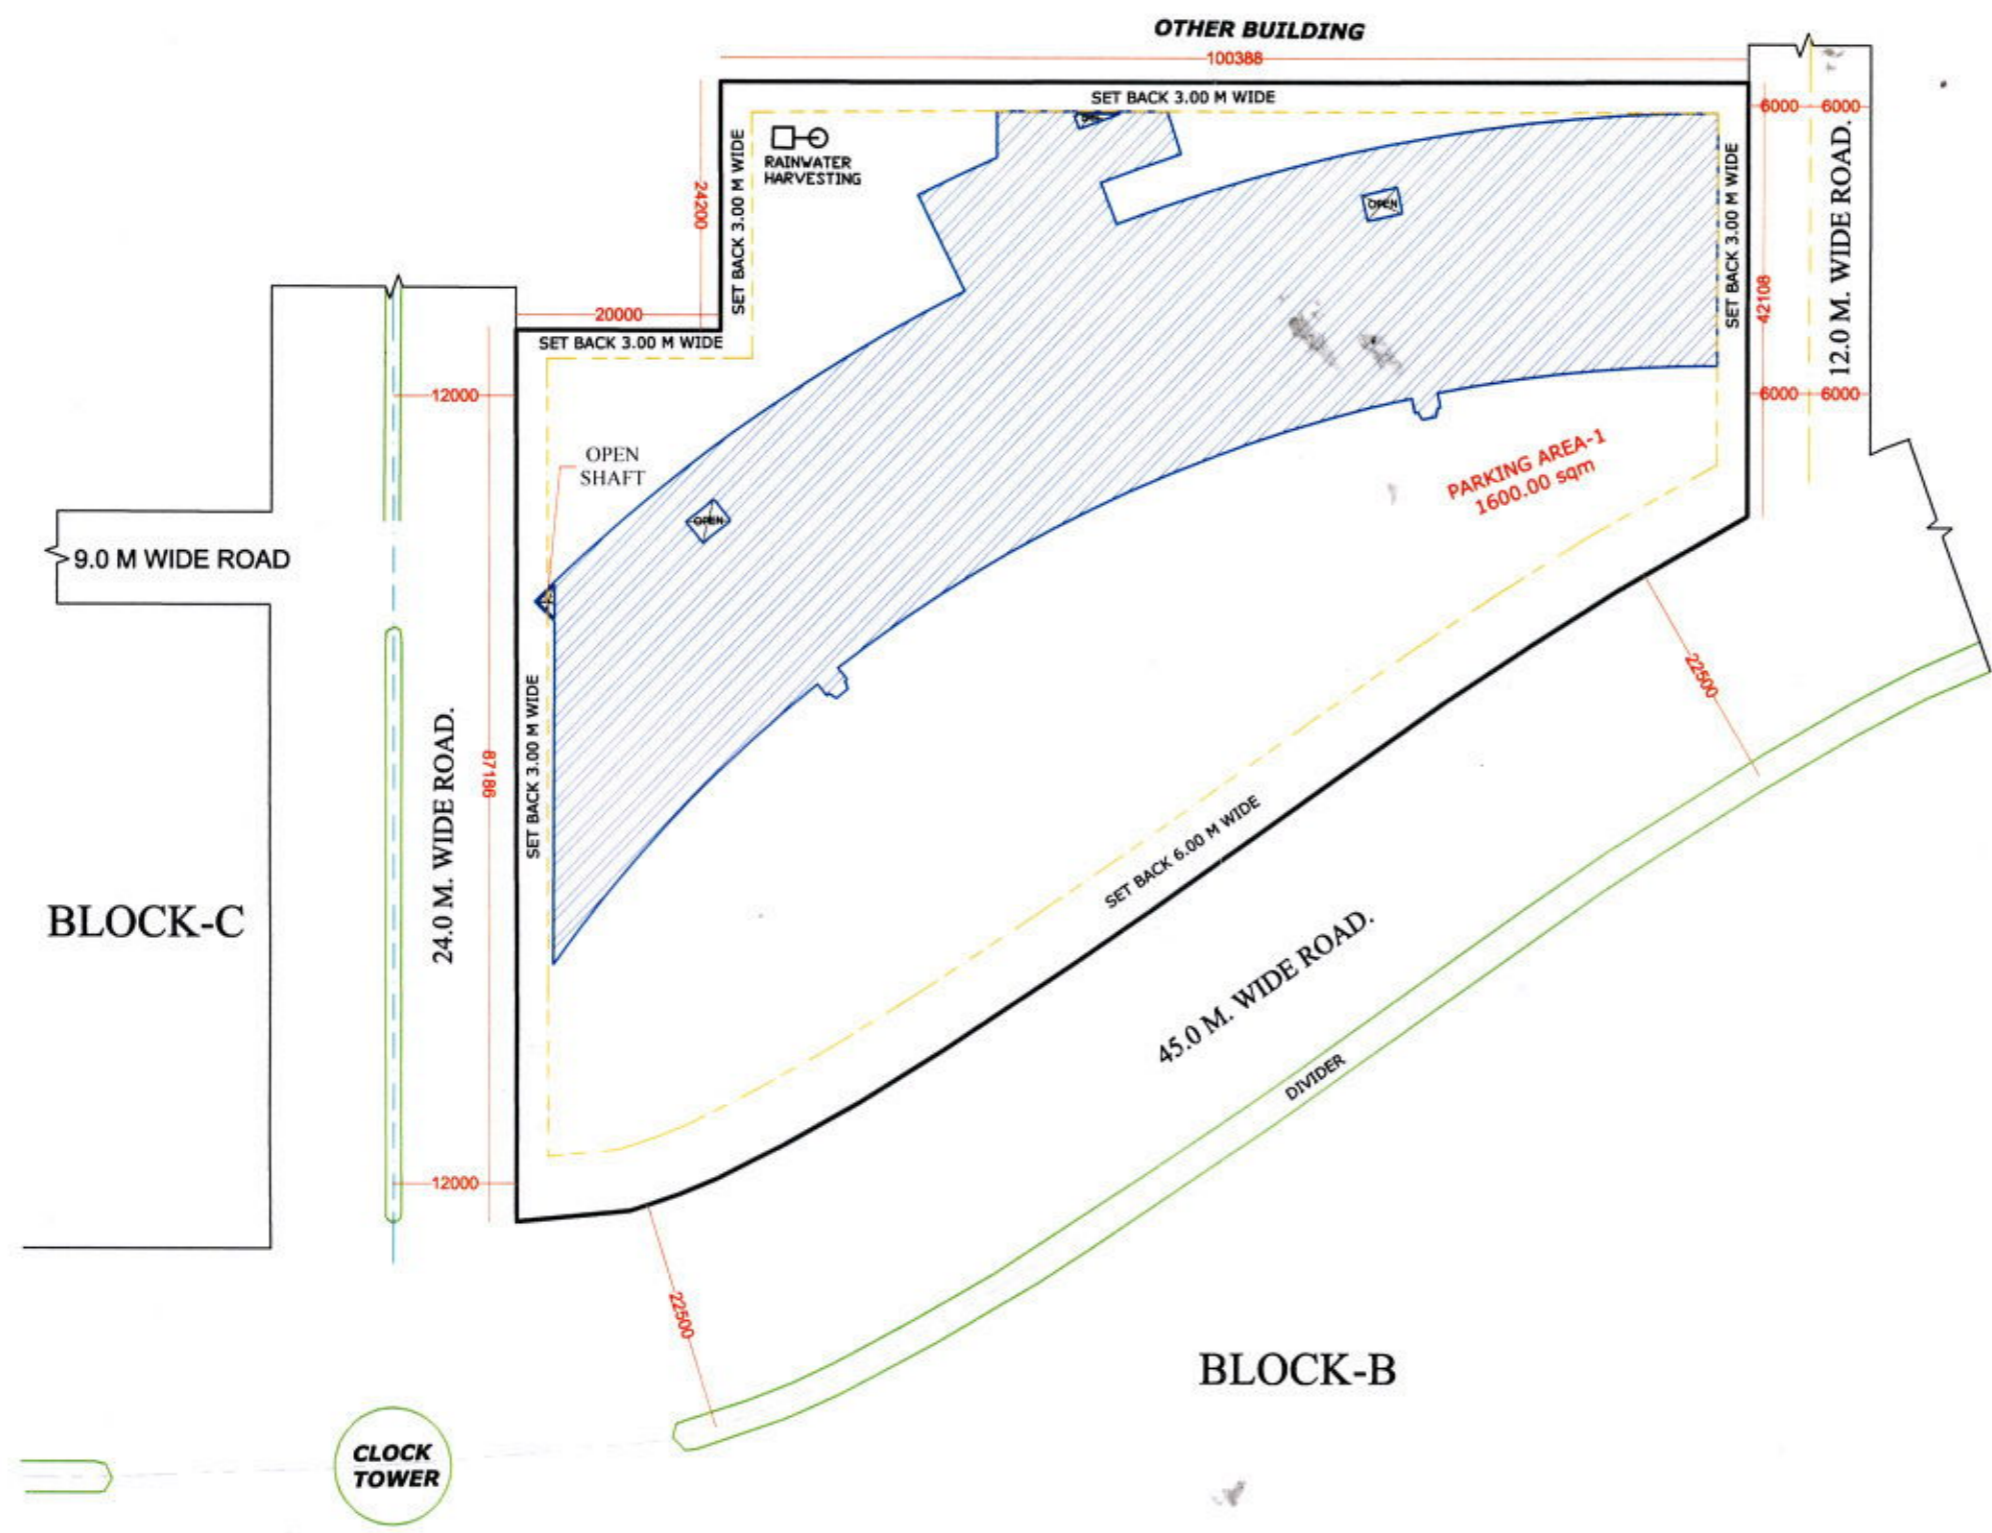 OTHER BUILDING
100388
SET BACK 3.00 M WIDE
6000
6000
RAINWATER
HARVESTING
SET BACK 3.00 M WIDE
24200
OPEN
SET BACK 3.00 M WIDE
12.0 M. WIDE ROAD.
42108
20000
SET BACK 3.00 M WIDE
12000
6000
6000
OPEN
SHAFT
PARKING AREA-1
1600.00 sqm
OPEN
9.0 M WIDE ROAD
22500
24.0 M. WIDE ROAD.
87186
SET BACK 3.00 M WIDE
SET BACK 6.00 M WIDE
BLOCK-C
45.0 M. WIDE ROAD.
DIVIDER
12000
22500
BLOCK-B
CLOCK
TOWER